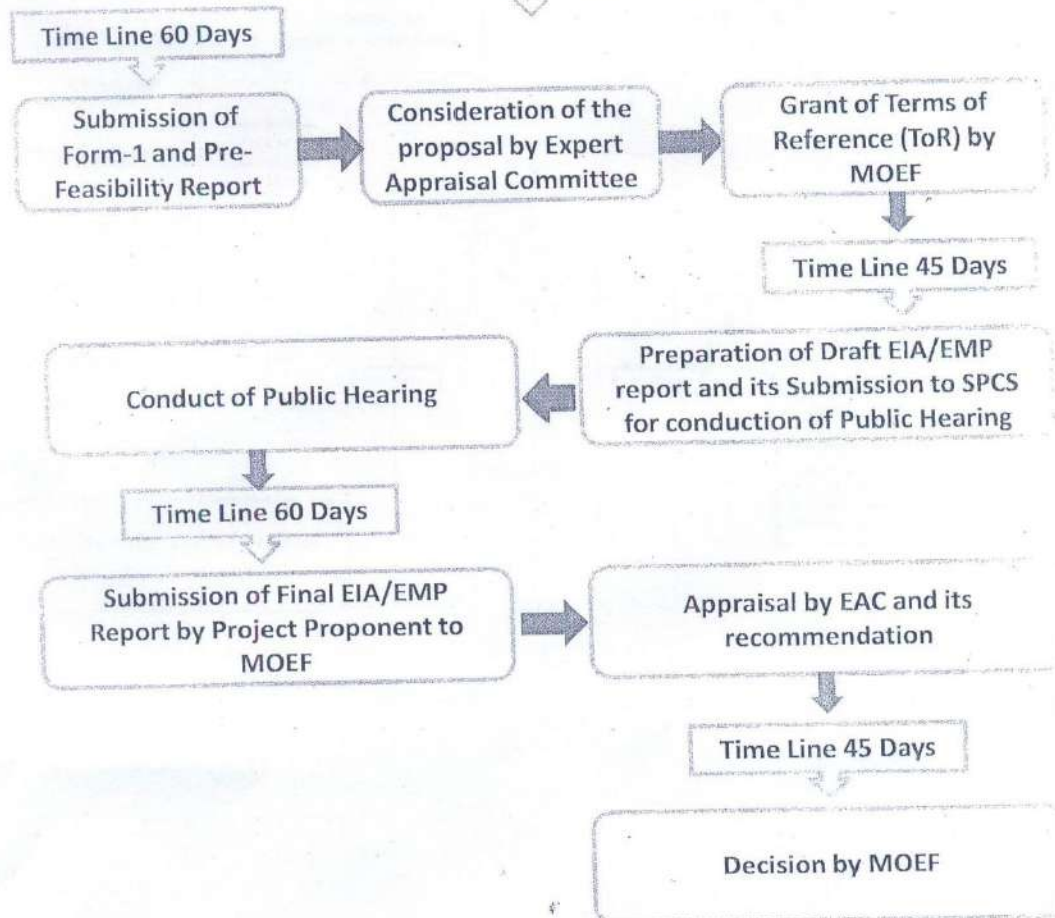 Time Line 60 Days
Submission of
Form-1 and Pre-
Feasibility Report
Consideration of the
proposal by Expert
Appraisal Committee
Grant of Terms of
Reference (ToR) by
MOEF
Time Line 45 Days
Preparation of Draft EIA/EMP
report and its Submission to SPCS
for conduction of Public Hearing
Conduct of Public Hearing
Time Line 60 Days
Submission of Final EIA/EMP
Report by Project Proponent to
MOEF
Appraisal by EAC and its
recommendation
Time Line 45 Days
Decision by MOEF